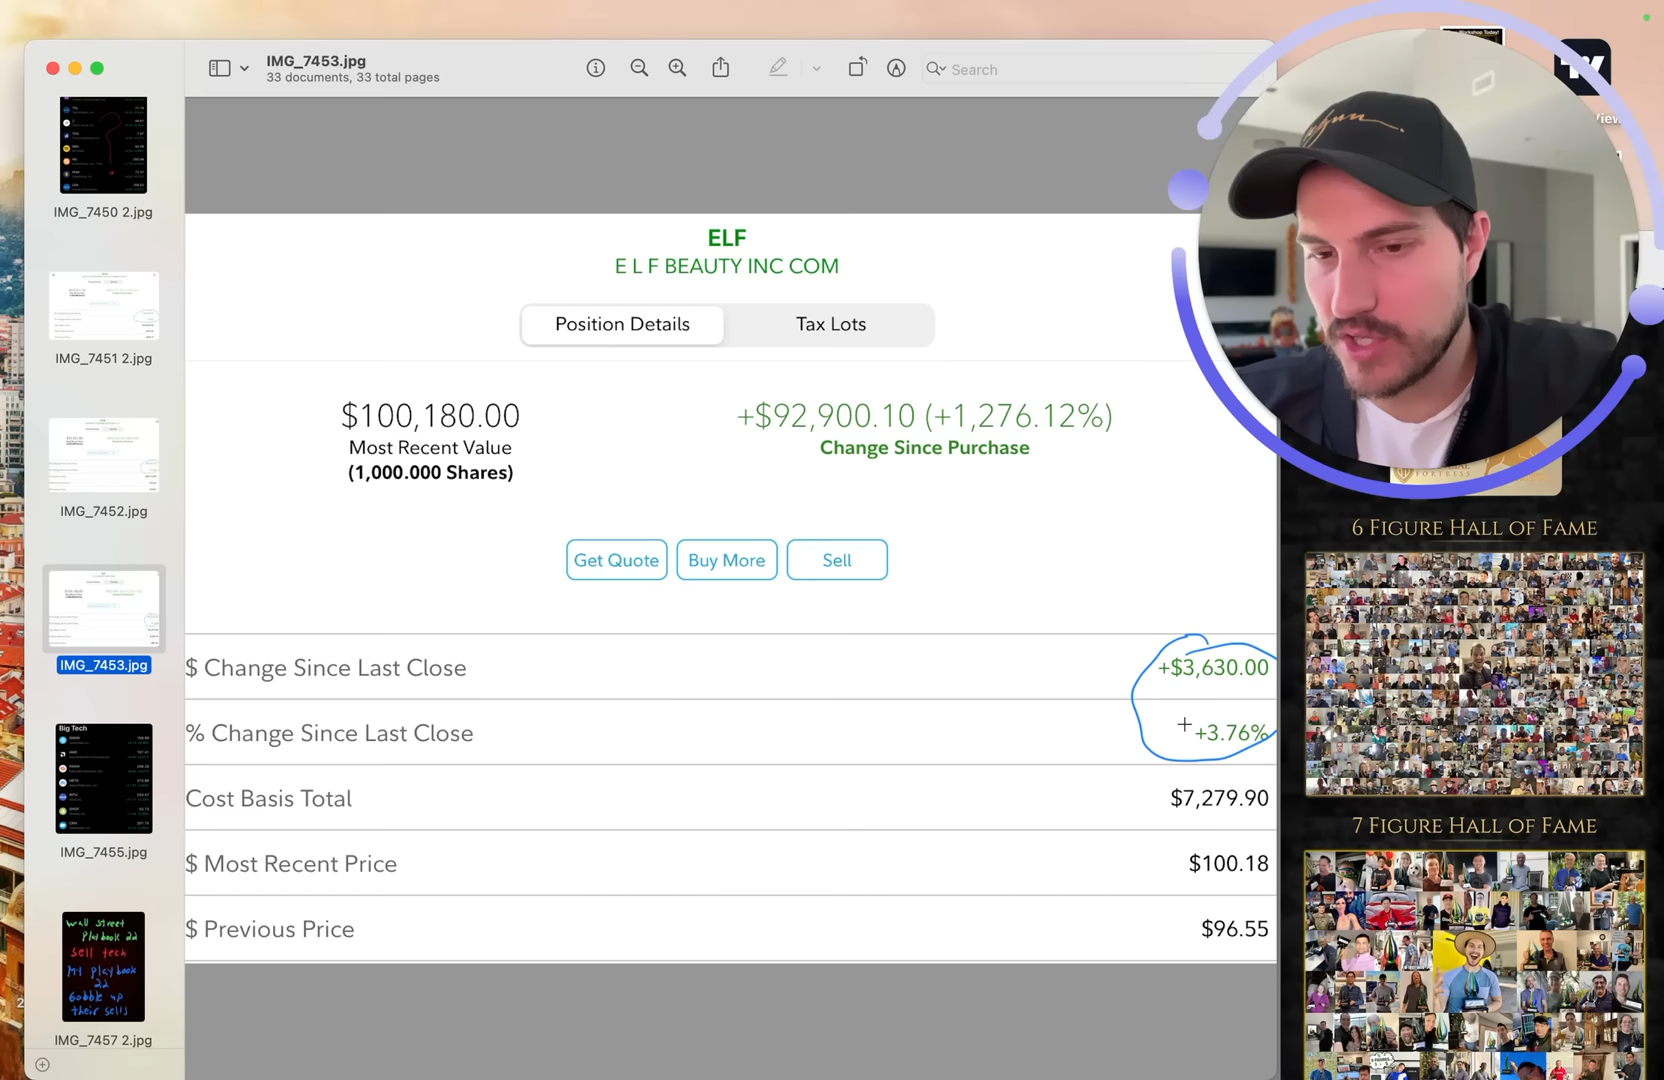 IMG_7453.jpg
33 documents, 33 total pages
Search
IMG_7450 2.jpg
IMG_7451 2.jpg
IMG_7452.jpg
IMG_7453.jpg
Big Tech
IMG_7455.jpg
Wall Street
Playbook 22
Sell tech
My playbook
22
Gobble up
their sells
IMG_7457 2.jpg
ELF
E L F BEAUTY INC COM
Position Details
Tax Lots
$100,180.00
Most Recent Value
(1,000.000 Shares)
+$92,900.10 (+1,276.12%)
Change Since Purchase
Get Quote
Buy More
Sell
$ Change Since Last Close
+$3,630.00
% Change Since Last Close
+3.76%
Cost Basis Total
$7,279.90
$ Most Recent Price
$100.18
$ Previous Price
$96.55
Workshop Today!
FORTRESS
6 Figure Hall of Fame
7 Figure Hall of Fame